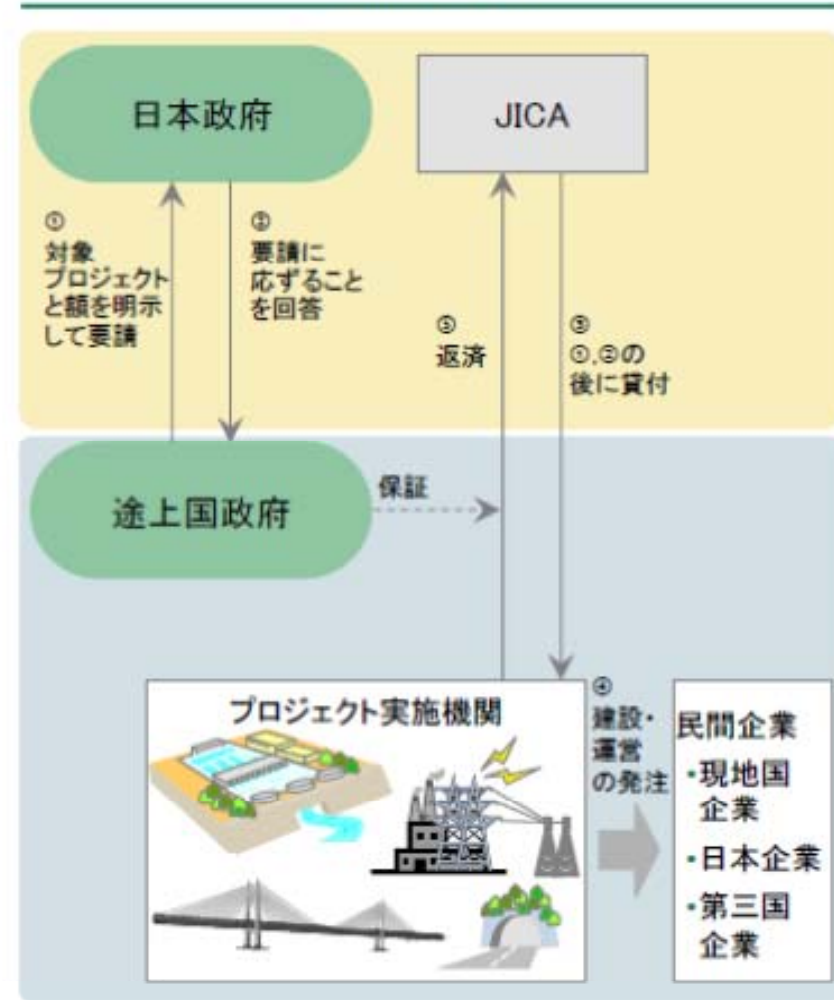 日本政府
JICA
①
対象
プロジェクト
と額を明示
して要請
②
要請に
応ずること
を回答
⑤
返済
③
①,②の
後に貸付
途上国政府
保証
プロジェクト実施機関
④
建設・
運営
の発注
民間企業
・現地国
企業
・日本企業
・第三国
企業